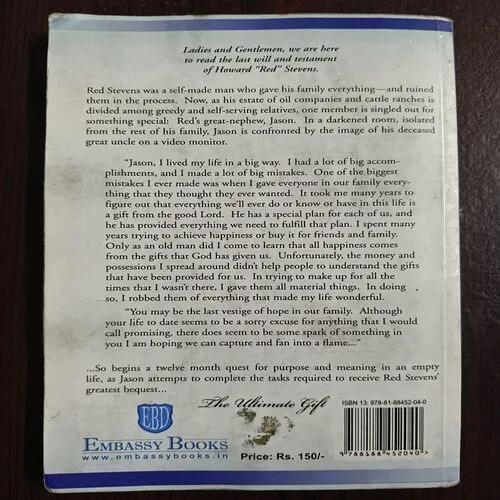 Ladies and Gentlemen, we are here
to read the last will and testament
of Howard "Red" Stevens.
Red Stevens was a self-made man who gave his family everything—and ruined
them in the process. Now, as his estate of oil companies and cattle ranches is
divided among greedy and self-serving relatives, one member is singled out for
something special: Red's great-nephew, Jason. In a darkened room, isolated
from the rest of his family, Jason is confronted by the image of his deceased
great uncle on a video monitor.
"Jason, I lived my life in a big way. I had a lot of big accom-
plishments, and I made a lot of big mistakes. One of the biggest
mistakes I ever made was when I gave everyone in our family every-
thing that they thought they ever wanted. It took me many years to
figure out that everything we'll ever do or know or have in this life is
a gift from the good Lord. He has a special plan for each of us, and
he has provided everything we need to fulfill that plan. I spent many
years trying to achieve happiness or buy it for friends and family.
Only as an old man did I come to learn that all happiness comes
from the gifts that God has given us. Unfortunately, the money and
possessions I spread around didn't help people to understand the gifts
that have been provided for us. In trying to make up for all the
times that I wasn't there, I gave them all material things. In doing
so, I robbed them of everything that made my life wonderful.
"You may be the last vestige of hope in our family. Although
your life to date seems to be a sorry excuse for anything that I would
call promising, there does seem to be some spark of something in
you I am hoping we can capture and fan into a flame..."
...So begins a twelve month quest for purpose and meaning in an empty
life, as Jason attempts to complete the tasks required to receive Red Stevens'
greatest bequest...
The Ultimate Gift
ISBN 13: 978-81-88452-04-0
EBD
EMBASSY BOOKS
www.embassybooks.in
Price: Rs. 150/-
9 788188 452040